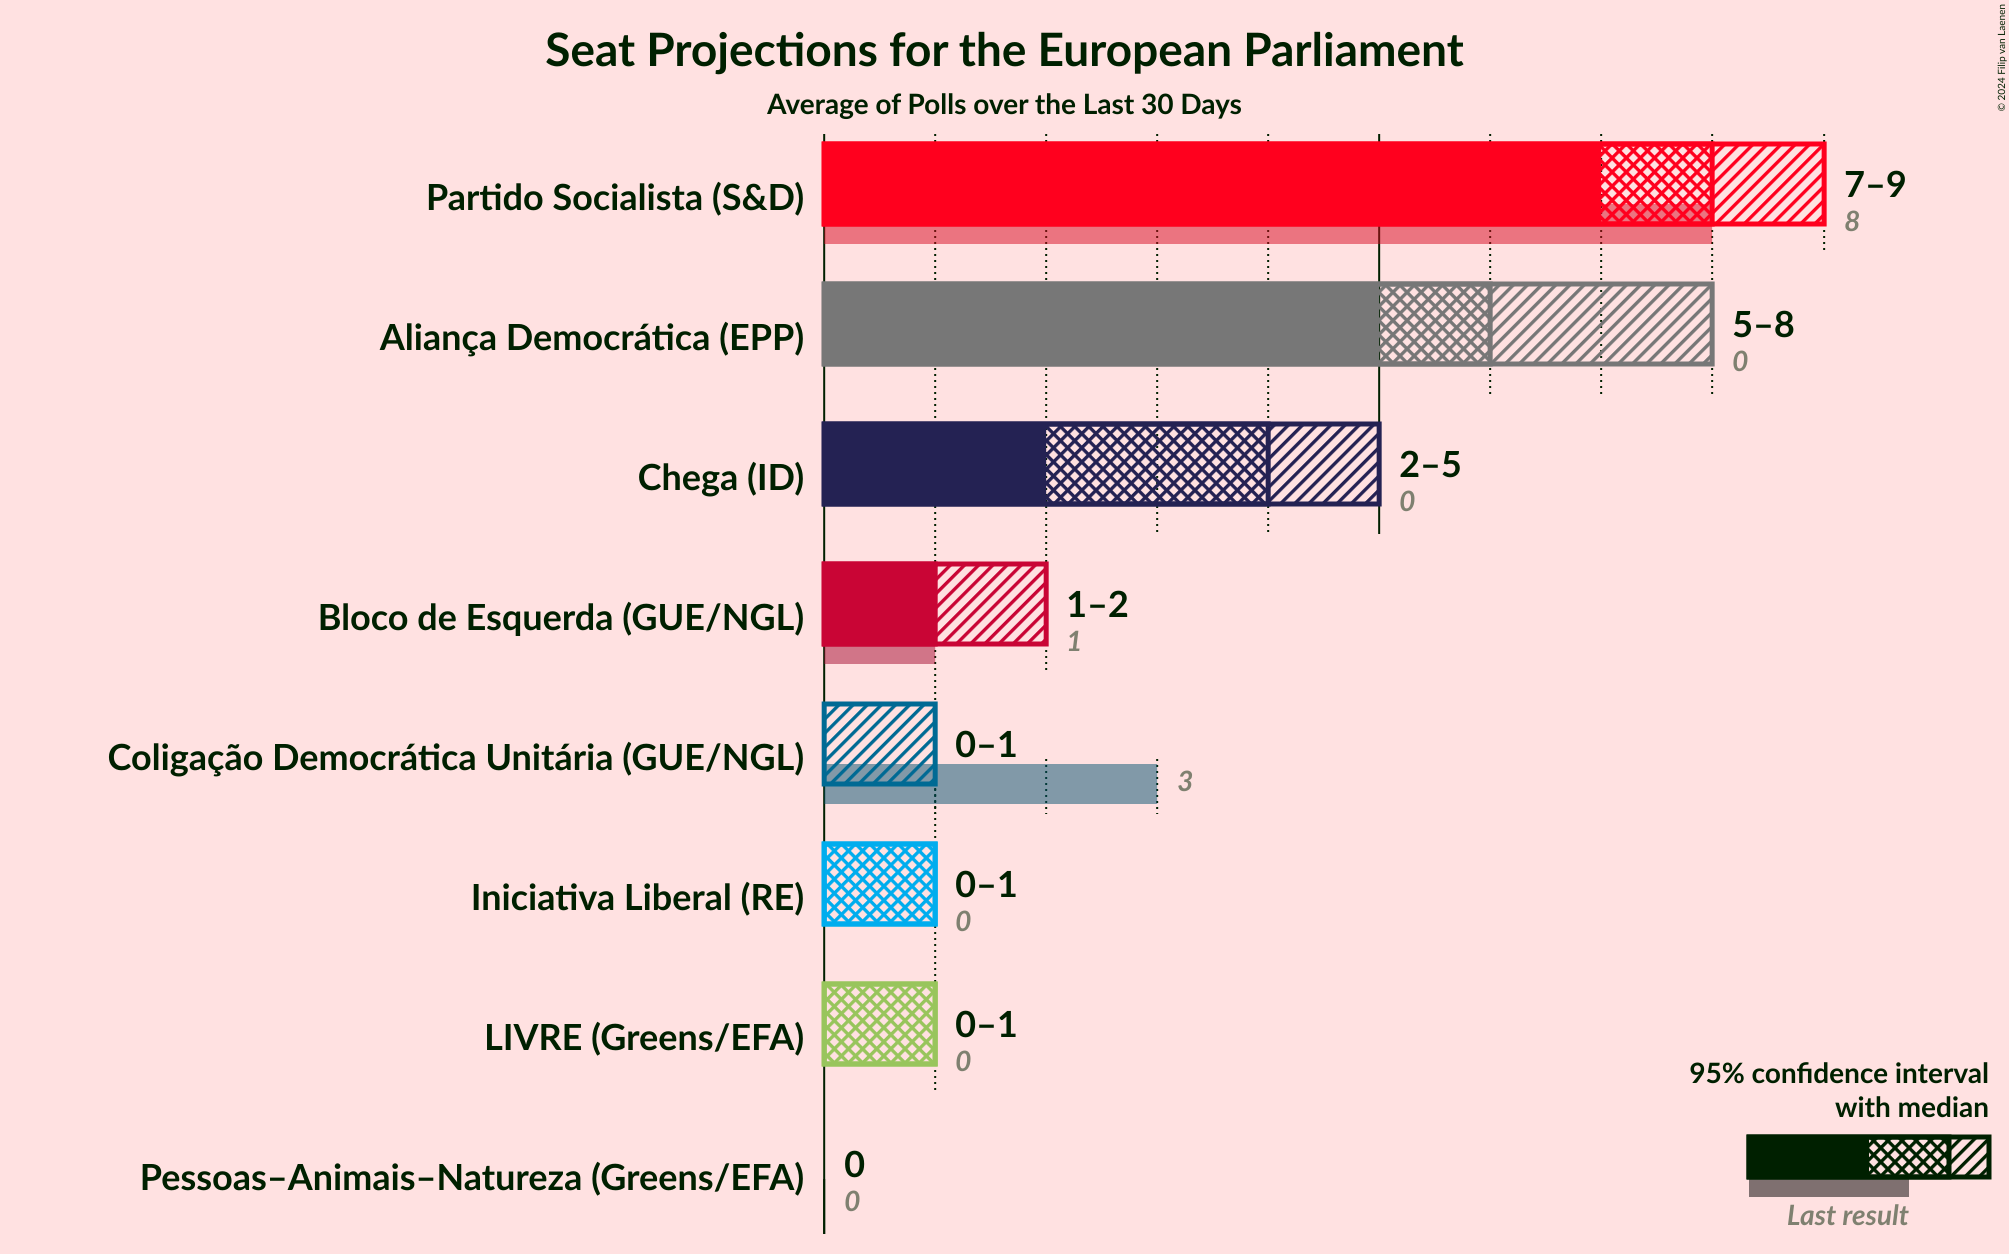 Seat Projections for the European Parliament
Average of Polls over the Last 30 Days
© 2024 Filip van Laenen
Partido Socialista (S&D)
7–9
8
Aliança Democrática (EPP)
5–8
0
Chega (ID)
2–5
0
Bloco de Esquerda (GUE/NGL)
1–2
1
Coligação Democrática Unitária (GUE/NGL)
0–1
3
Iniciativa Liberal (RE)
0–1
0
LIVRE (Greens/EFA)
0–1
0
Pessoas–Animais–Natureza (Greens/EFA)
0
0
95% confidence interval
with median
Last result